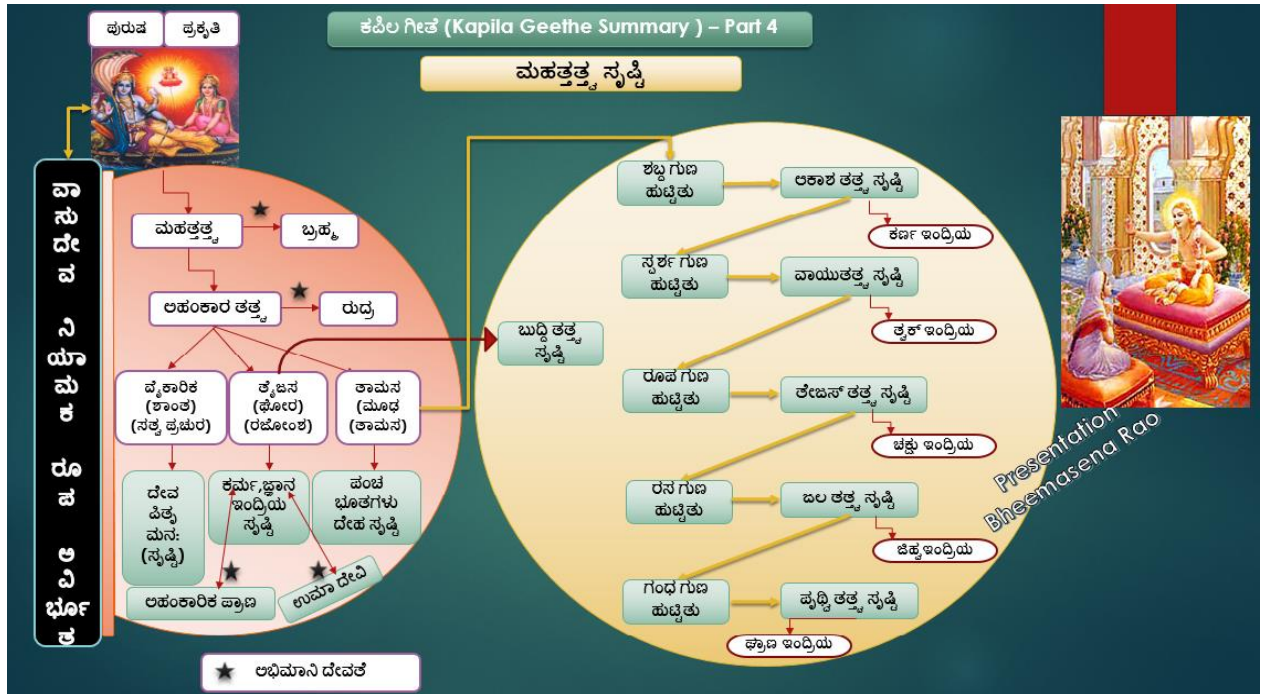 ಪುರುಷ
ಪ್ರಕೃತಿ
ಕಪಿಲ ಗೀತೆ (Kapila Geethe Summary ) – Part 4
ಮಹತ್ತತ್ತ್ವ ಸೃಷ್ಟಿ
ವಾಸುದೇವ ನಿಯಾಮಕ ರೂಪ ಅವಿರ್ಭೂತ
ಮಹತ್ತತ್ತ್ವ
ಬ್ರಹ್ಮ
ಅಹಂಕಾರ ತತ್ತ್ವ
ರುದ್ರ
ವೈಕಾರಿಕ
(ಶಾಂತ)
(ಸತ್ವ ಪ್ರಚುರ)
ತೈಜಸ
(ಘೋರ)
(ರಜೋಂಶ)
ತಾಮಸ
(ಮೂಢ
(ತಾಮಸ)
ದೇವ
ಪಿತೃ
ಮನಃ
(ಸೃಷ್ಟಿ)
ಕರ್ಮ,ಜ್ಞಾನ
ಇಂದ್ರಿಯ
ಸೃಷ್ಟಿ
ಪಂಚ
ಭೂತಗಳು
ದೇಹ ಸೃಷ್ಟಿ
ಅಹಂಕಾರಿಕ ಪ್ರಾಣ
ಉಮಾ ದೇವಿ
ಅಭಿಮಾನಿ ದೇವತೆ
ಬುದ್ದಿ ತತ್ತ್ವ
ಸೃಷ್ಟಿ
ಶಬ್ದ ಗುಣ
ಹುಟ್ಟಿತು
ಆಕಾಶ ತತ್ತ್ವ ಸೃಷ್ಟಿ
ಕರ್ಣ ಇಂದ್ರಿಯ
ಸ್ಪರ್ಶ ಗುಣ
ಹುಟ್ಟಿತು
ವಾಯುತತ್ತ್ವ ಸೃಷ್ಟಿ
ತ್ವಕ್ ಇಂದ್ರಿಯ
ರೂಪ ಗುಣ
ಹುಟ್ಟಿತು
ತೇಜಸ್ ತತ್ತ್ವ ಸೃಷ್ಟಿ
ಚಕ್ಷು ಇಂದ್ರಿಯ
ರಸ ಗುಣ
ಹುಟ್ಟಿತು
ಜಲ ತತ್ತ್ವ ಸೃಷ್ಟಿ
ಜಿಹ್ವ ಇಂದ್ರಿಯ
ಗಂಧ ಗುಣ
ಹುಟ್ಟಿತು
ಪೃಥ್ವಿ ತತ್ತ್ವ ಸೃಷ್ಟಿ
ಘ್ರಾಣ ಇಂದ್ರಿಯ
Presentation
Bheemasena Rao